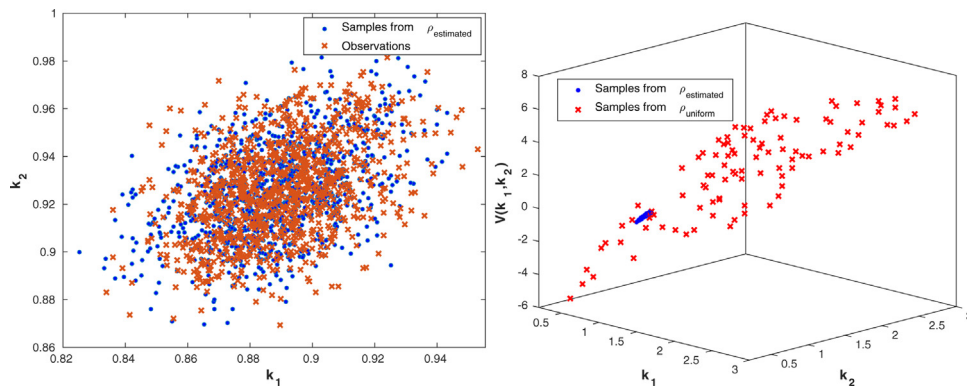 Samples from ρestimated
Observations
1
0.98
0.96
0.94
0.92
0.9
0.88
0.86
k2
0.82 0.84 0.86 0.88 0.9 0.92 0.94
k1
Samples from ρestimated
Samples from ρuniform
8
6
4
2
0
-2
-4
-6
V(k1,k2)
0.5 1 1.5 2 2.5 3
k1
0.5 1 1.5 2 2.5 3
k2